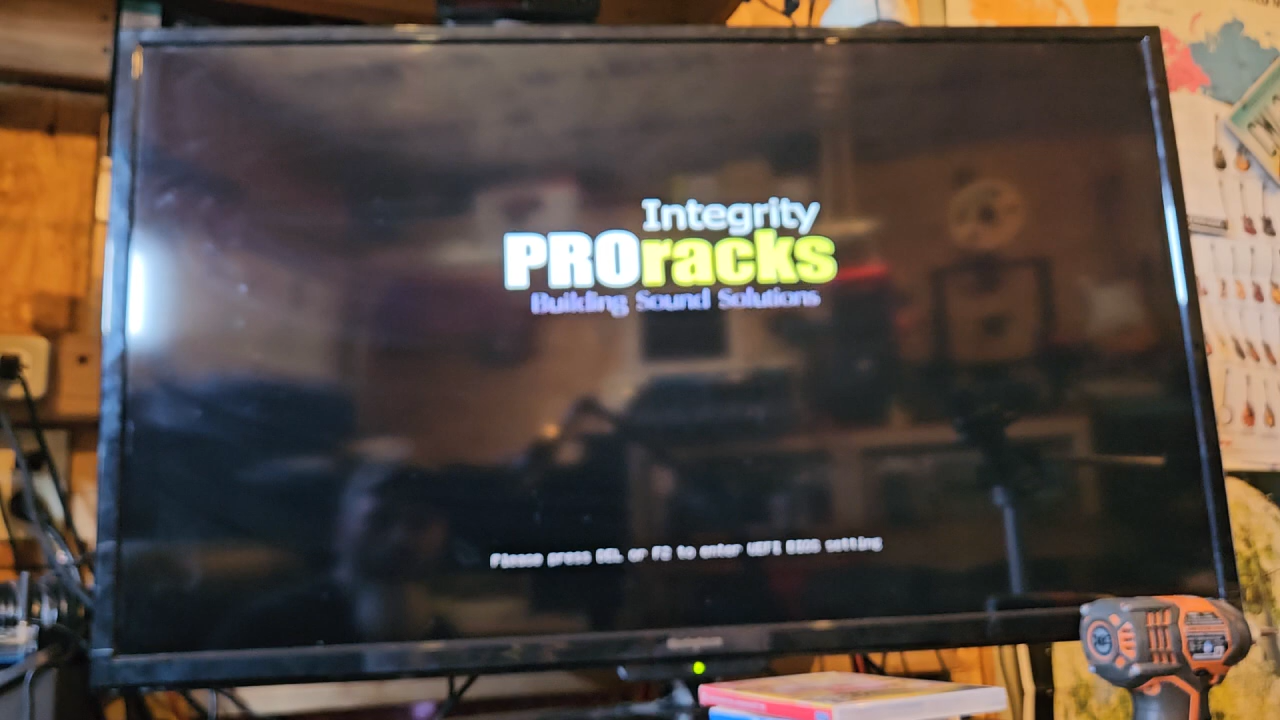 Integrity
PROracks
Building Sound Solutions
Please press DEL or F2 to enter UEFI BIOS setting